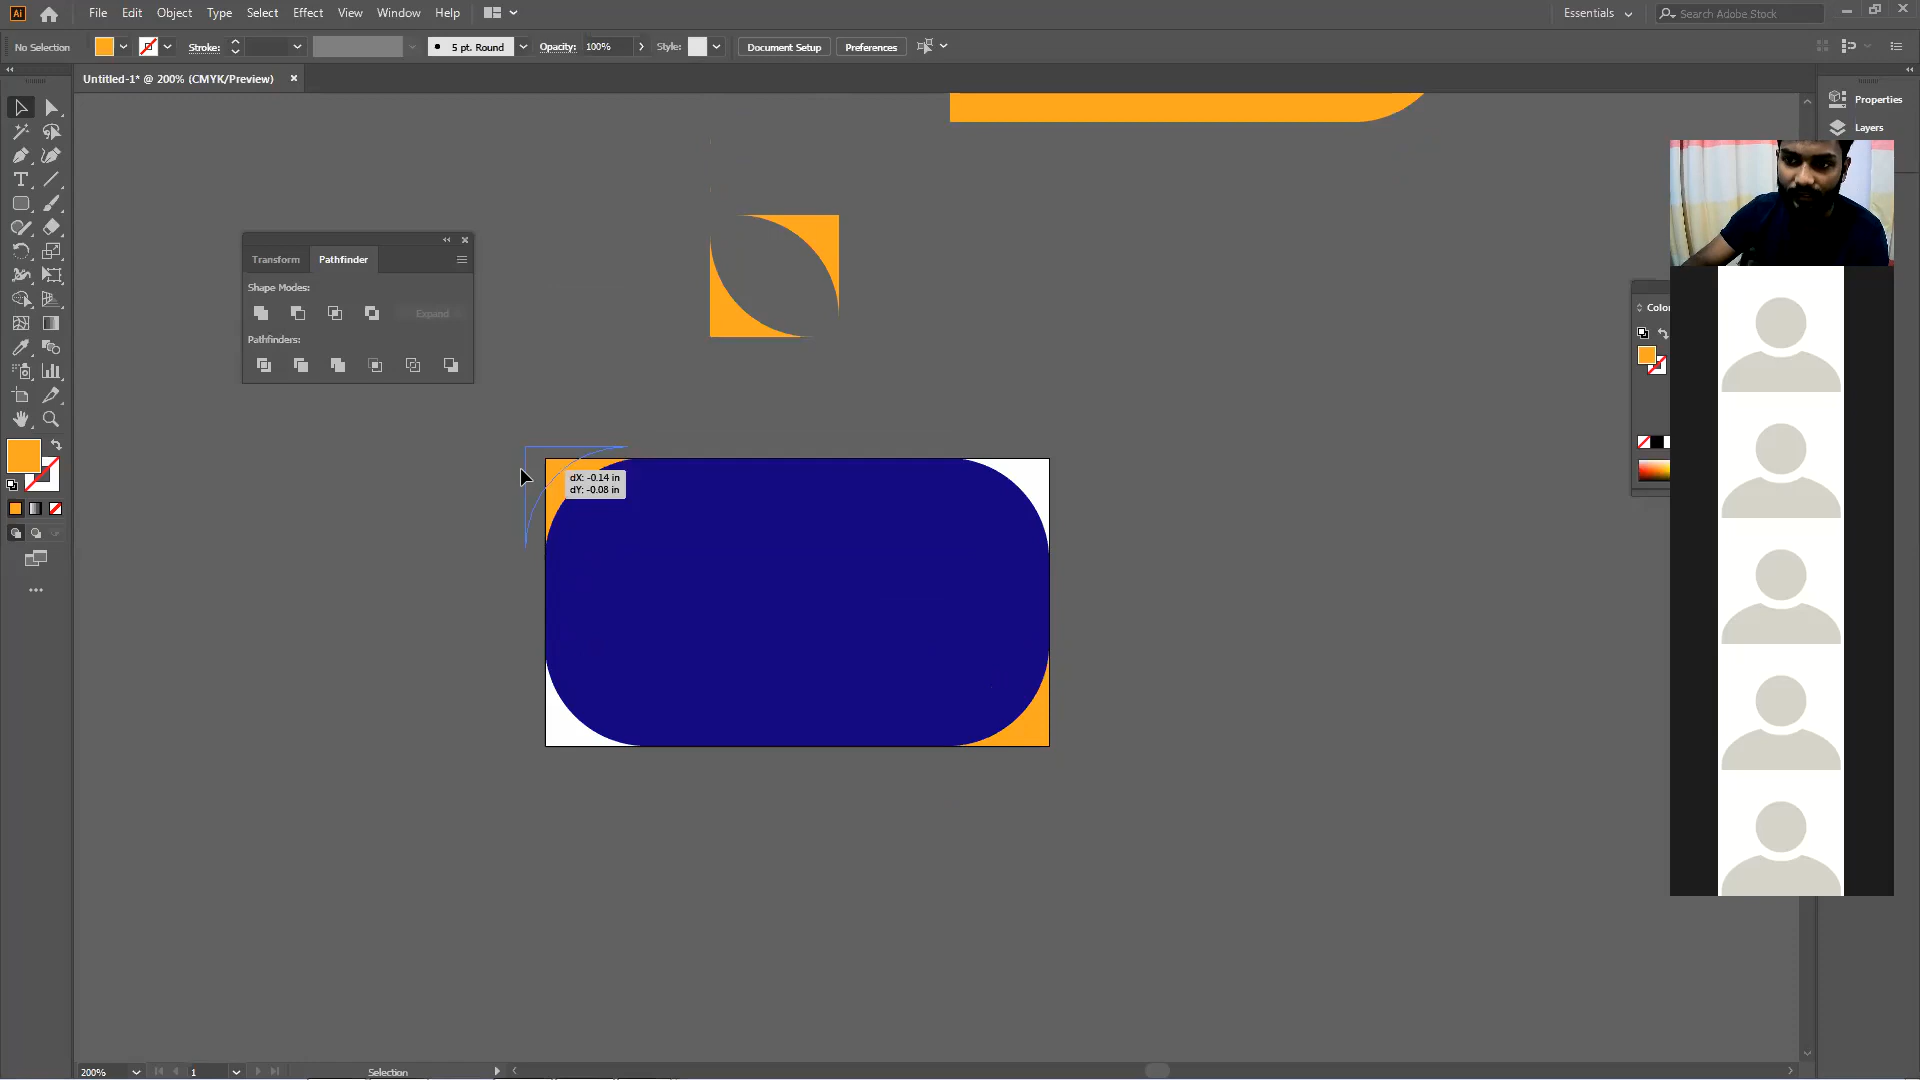 Ai File Edit Object Type Select Effect View Window Help Essentials Search Adobe Stock
No Selection Stroke: 5 pt. Round Opacity: 100% Style: Document Setup Preferences
Untitled-1* @ 200% (CMYK/Preview)
Properties
Layers
Transform Pathfinder
Shape Modes:
Expand
Pathfinders:
Color
T
dX: -0.14 in
dY: -0.08 in
200% 1 Selection